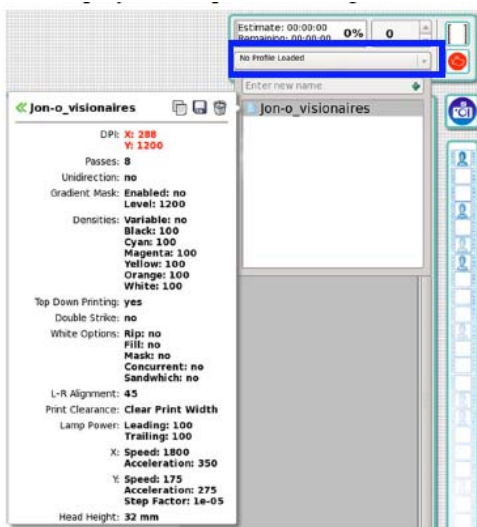 Estimate: 00:00:00
Remaining: 00:00:00
0%
0
No Profile Loaded
Enter new name
Jon-o_visionaires
Jon-o_visionaires
DPI: X: 288
Y: 1200
Passes: 8
Unidirection: no
Gradient Mask: Enabled: no
Level: 1200
Densities: Variable: no
Black: 100
Cyan: 100
Magenta: 100
Yellow: 100
Orange: 100
White: 100
Top Down Printing: yes
Double Strike: no
White Options: Rip: no
Fill: no
Mask: no
Concurrent: no
Sandwhich: no
L-R Alignment: 45
Print Clearance: Clear Print Width
Lamp Power: Leading: 100
Trailing: 100
X: Speed: 1800
Acceleration: 350
Y: Speed: 175
Acceleration: 275
Step Factor: 1e-05
Head Height: 32 mm